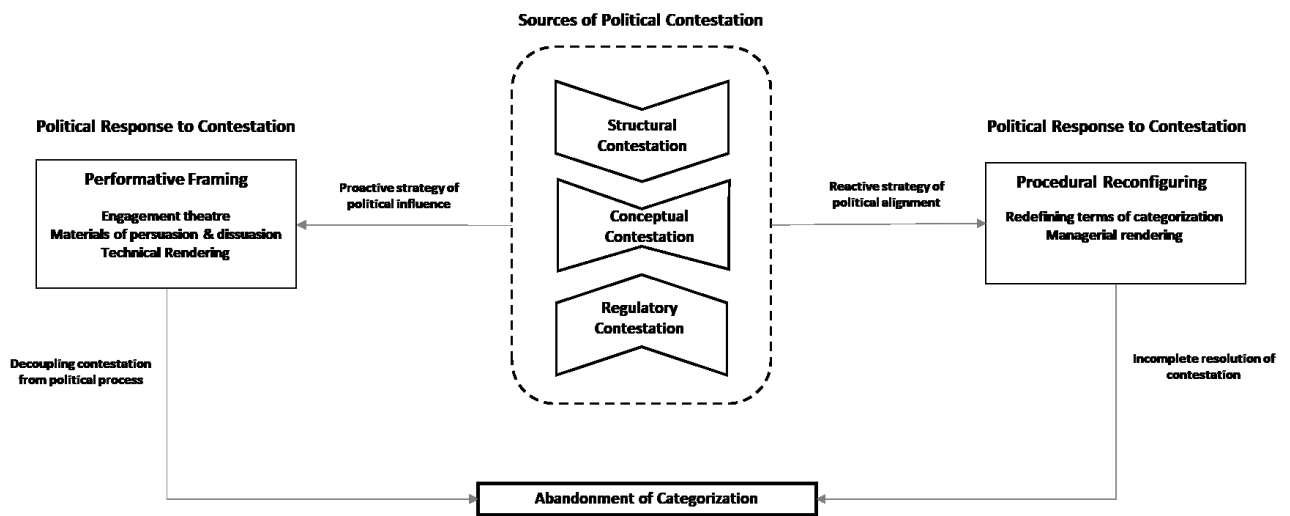 Sources of Political Contestation
Structural
Contestation
Conceptual
Contestation
Regulatory
Contestation
Political Response to Contestation
Performative Framing
Engagement theatre
Materials of persuasion & dissuasion
Technical Rendering
Proactive strategy of
political influence
Decoupling contestation
from political process
Political Response to Contestation
Procedural Reconfiguring
Redefining terms of categorization
Managerial rendering
Reactive strategy of
political alignment
Incomplete resolution of
contestation
Abandonment of Categorization